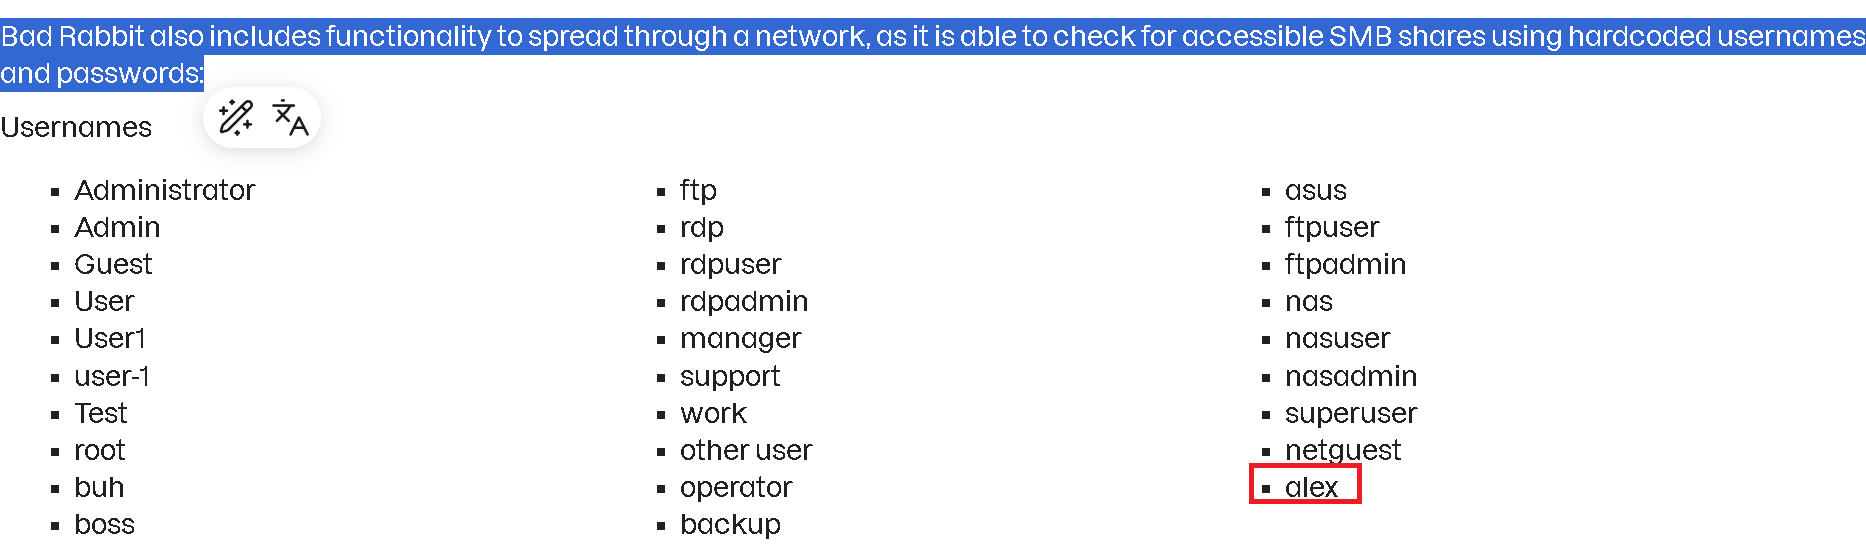 Bad Rabbit also includes functionality to spread through a network, as it is able to check for accessible SMB shares using hardcoded usernames
and passwords:
Usernames
Administrator
Admin
Guest
User
User1
user-1
Test
root
buh
boss
ftp
rdp
rdpuser
rdpadmin
manager
support
work
other user
operator
backup
asus
ftpuser
ftpadmin
nas
nasuser
nasadmin
superuser
netguest
alex